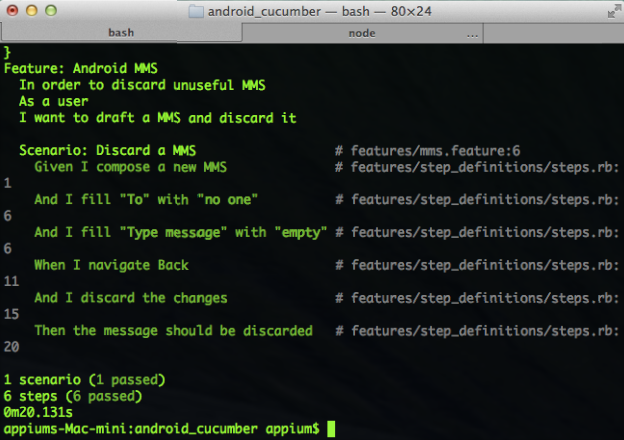 android_cucumber — bash — 80×24
bash node ...
}
Feature: Android MMS
In order to discard unuseful MMS
As a user
I want to draft a MMS and discard it
Scenario: Discard a MMS # features/mms.feature:6
Given I compose a new MMS # features/step_definitions/steps.rb:
1
And I fill "To" with "no one" # features/step_definitions/steps.rb:
6
And I fill "Type message" with "empty" # features/step_definitions/steps.rb:
6
When I navigate Back # features/step_definitions/steps.rb:
11
And I discard the changes # features/step_definitions/steps.rb:
15
Then the message should be discarded # features/step_definitions/steps.rb:
20
1 scenario (1 passed)
6 steps (6 passed)
0m20.131s
appiums-Mac-mini:android_cucumber appium$